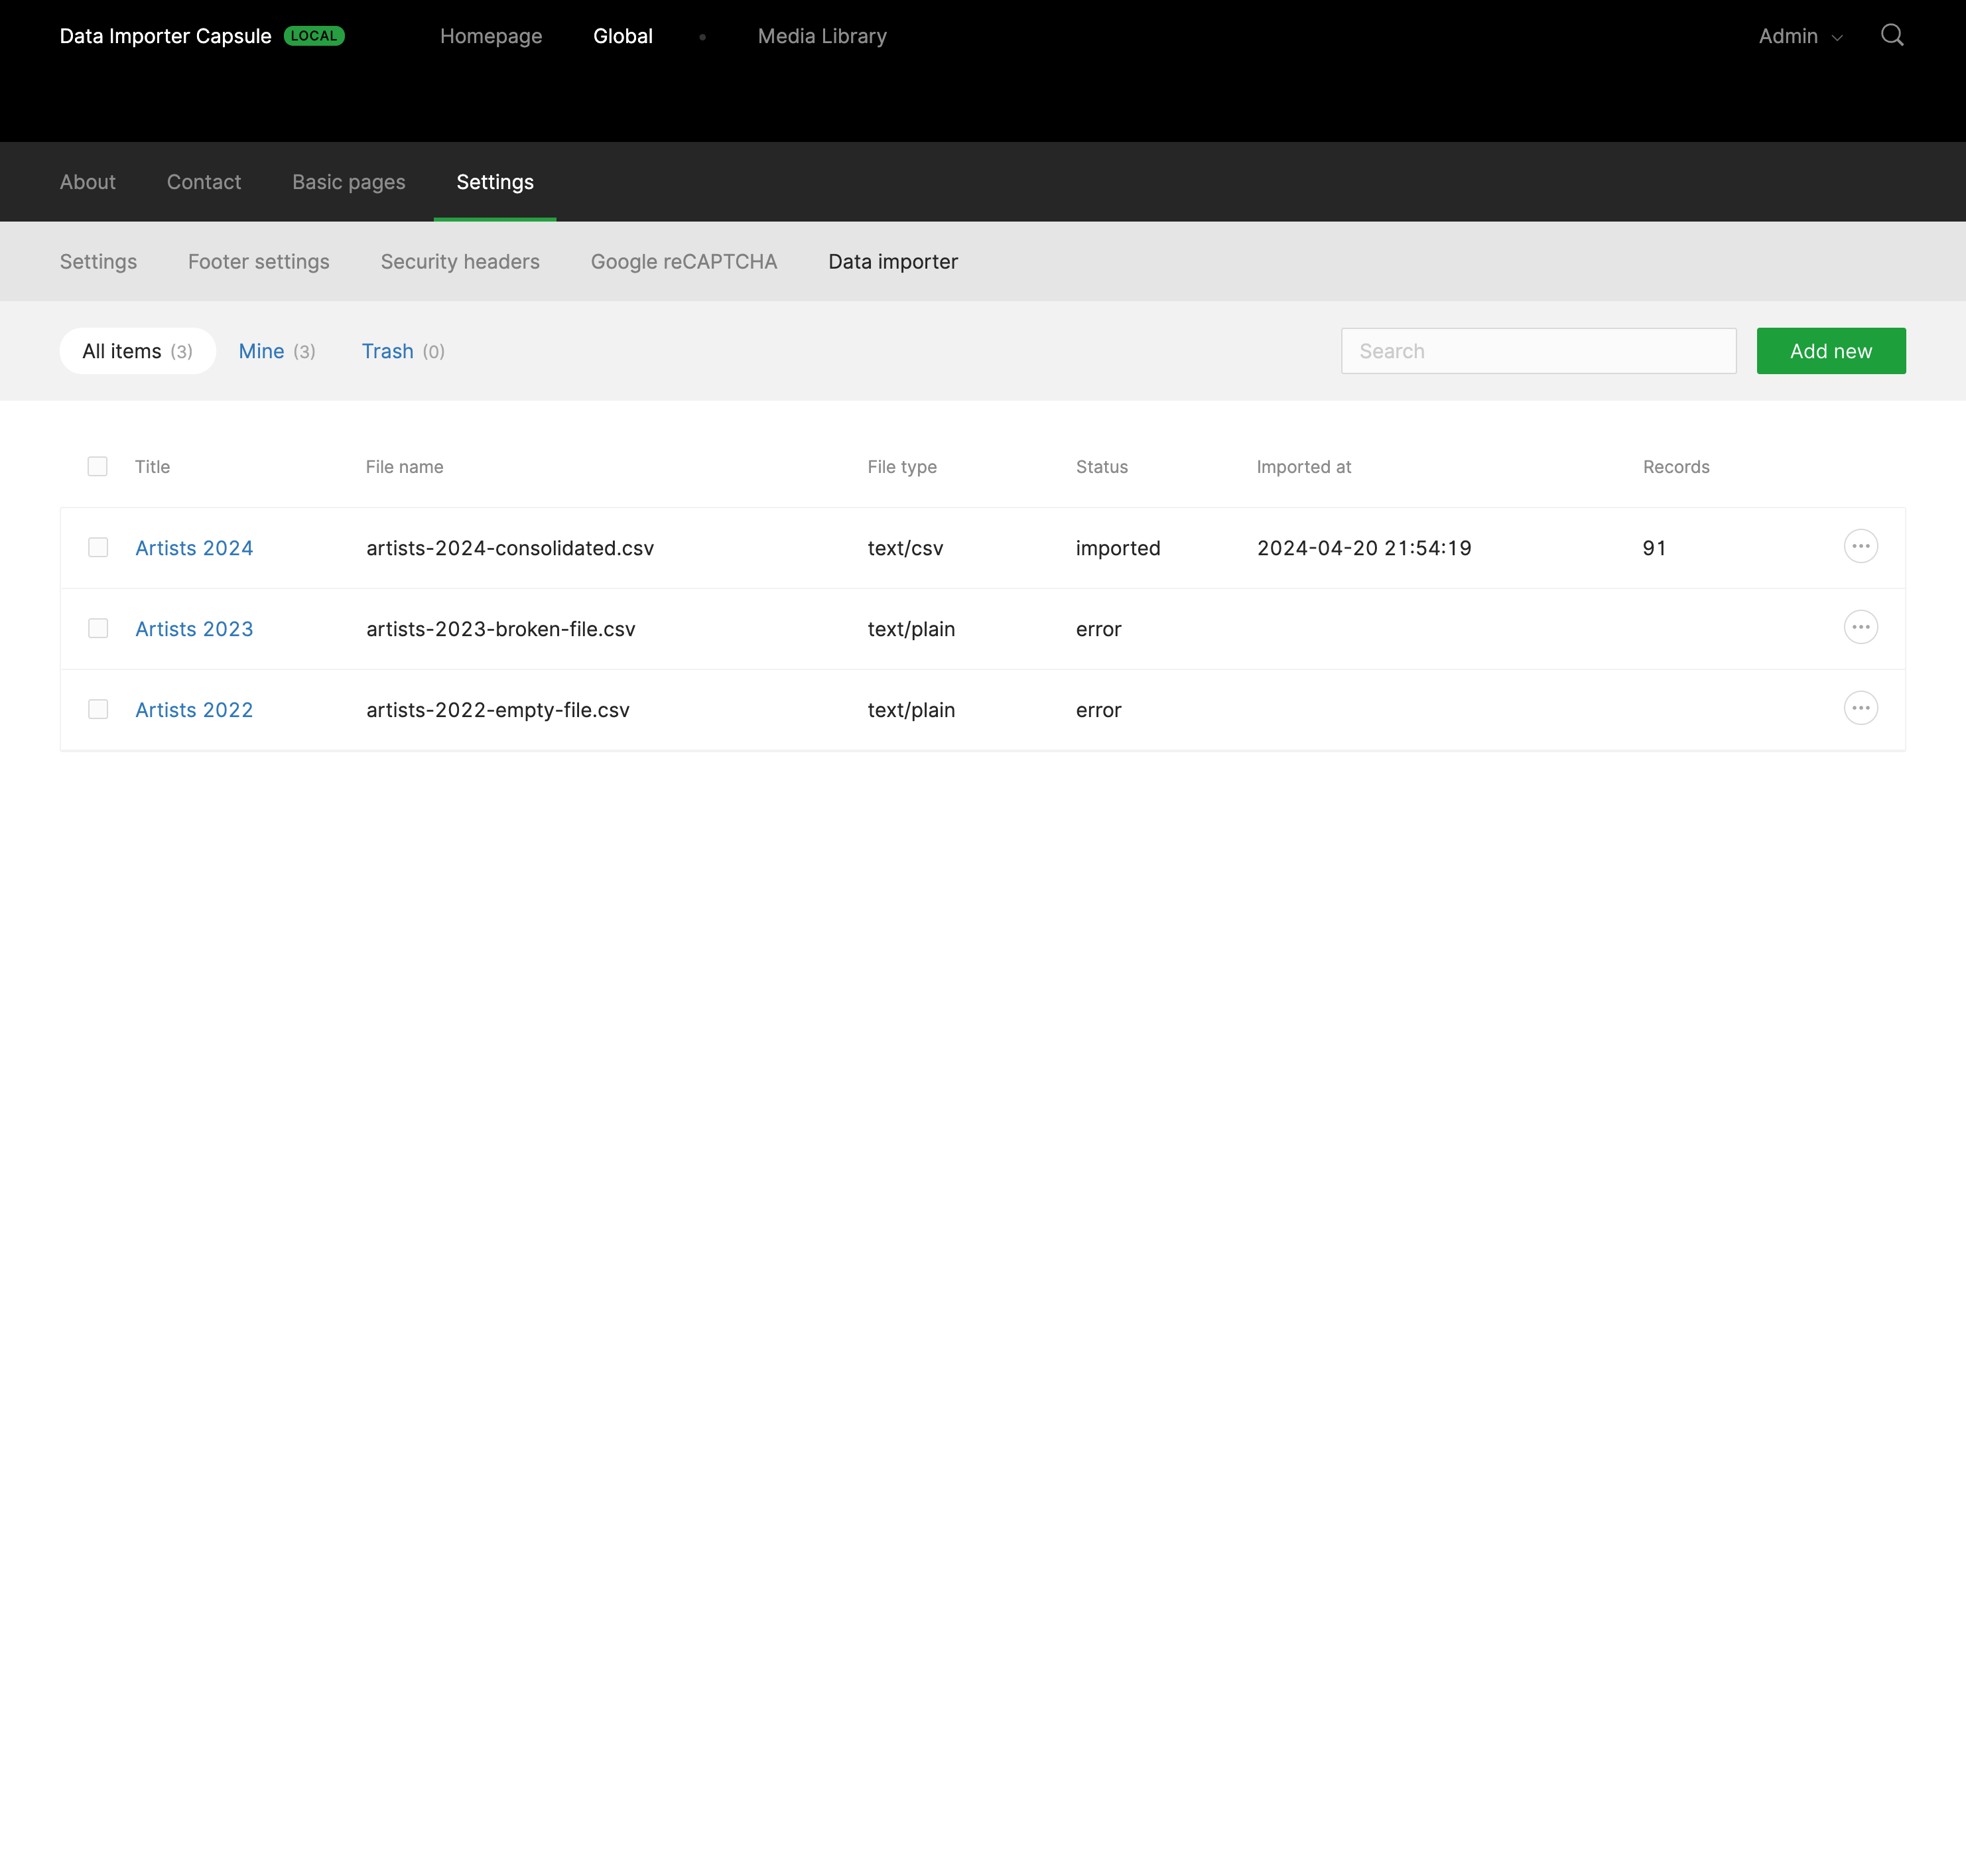 Data Importer Capsule LOCAL Homepage Global Media Library Admin
About Contact Basic pages Settings
Settings Footer settings Security headers Google reCAPTCHA Data importer
All items (3) Mine (3) Trash (0) Search Add new
Title File name File type Status Imported at Records
Artists 2024 artists-2024-consolidated.csv text/csv imported 2024-04-20 21:54:19 91
Artists 2023 artists-2023-broken-file.csv text/plain error
Artists 2022 artists-2022-empty-file.csv text/plain error